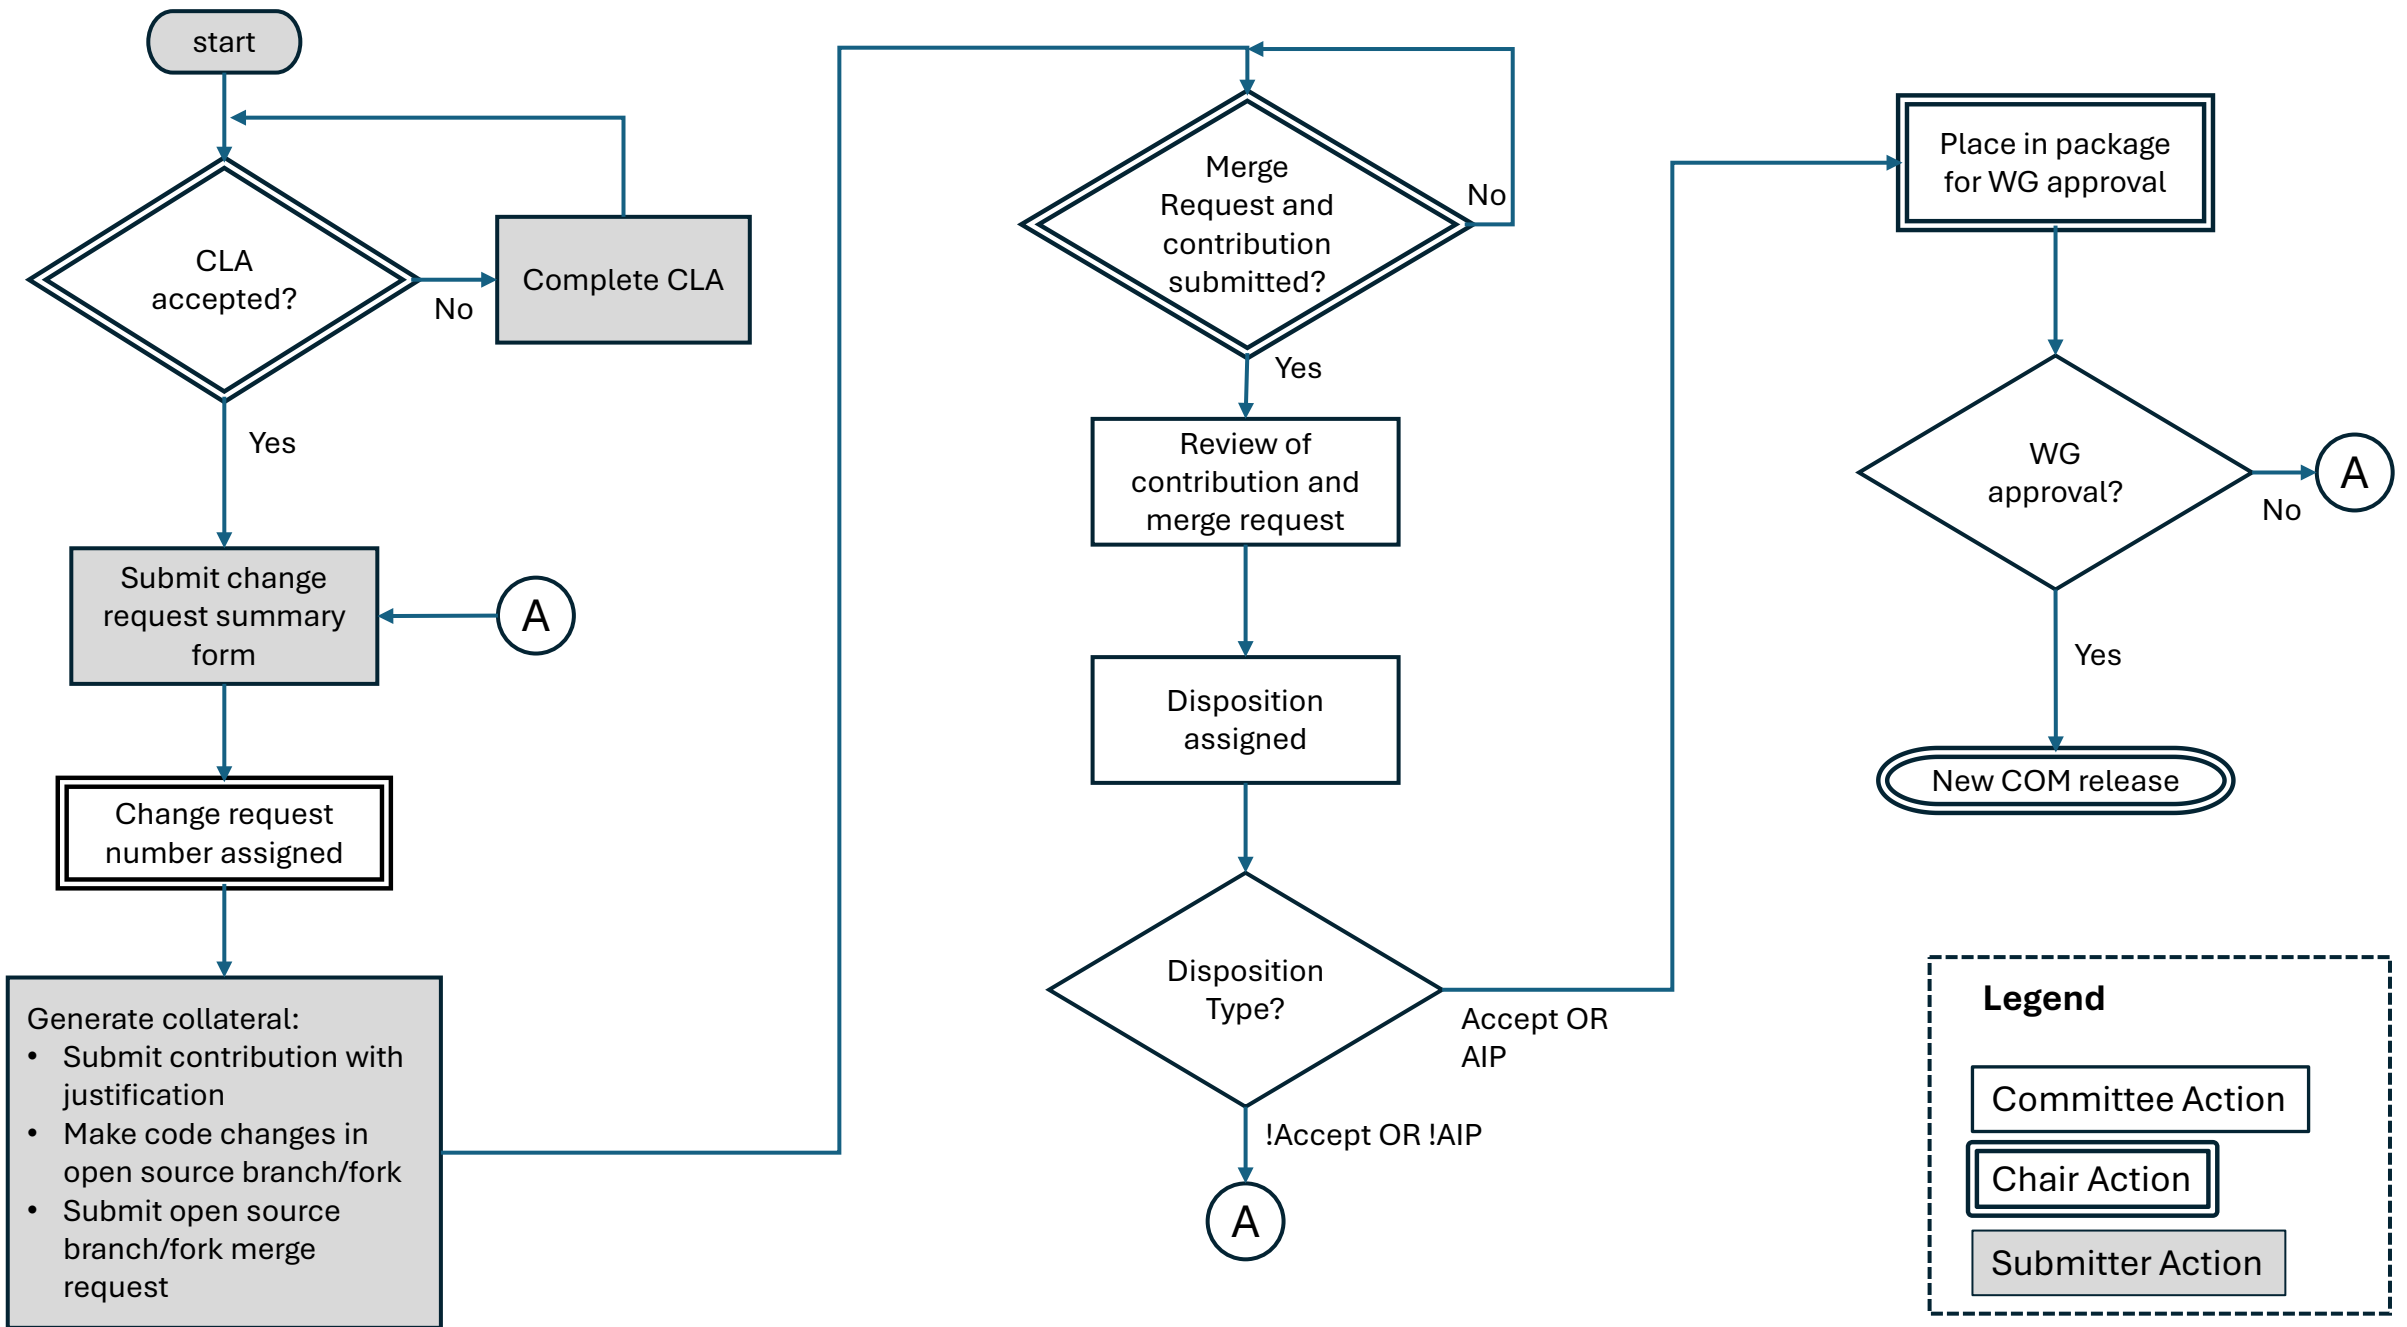 start
CLA
accepted?
No
Complete CLA
Yes
Submit change
request summary
form
A
Change request
number assigned
Generate collateral:
• Submit contribution with
justification
• Make code changes in
open source branch/fork
• Submit open source
branch/fork merge
request
Merge
Request and
contribution
submitted?
No
Yes
Review of
contribution and
merge request
Disposition
assigned
Disposition
Type?
Accept OR
AIP
!Accept OR !AIP
A
Place in package
for WG approval
WG
approval?
No
A
Yes
New COM release
Legend
Committee Action
Chair Action
Submitter Action